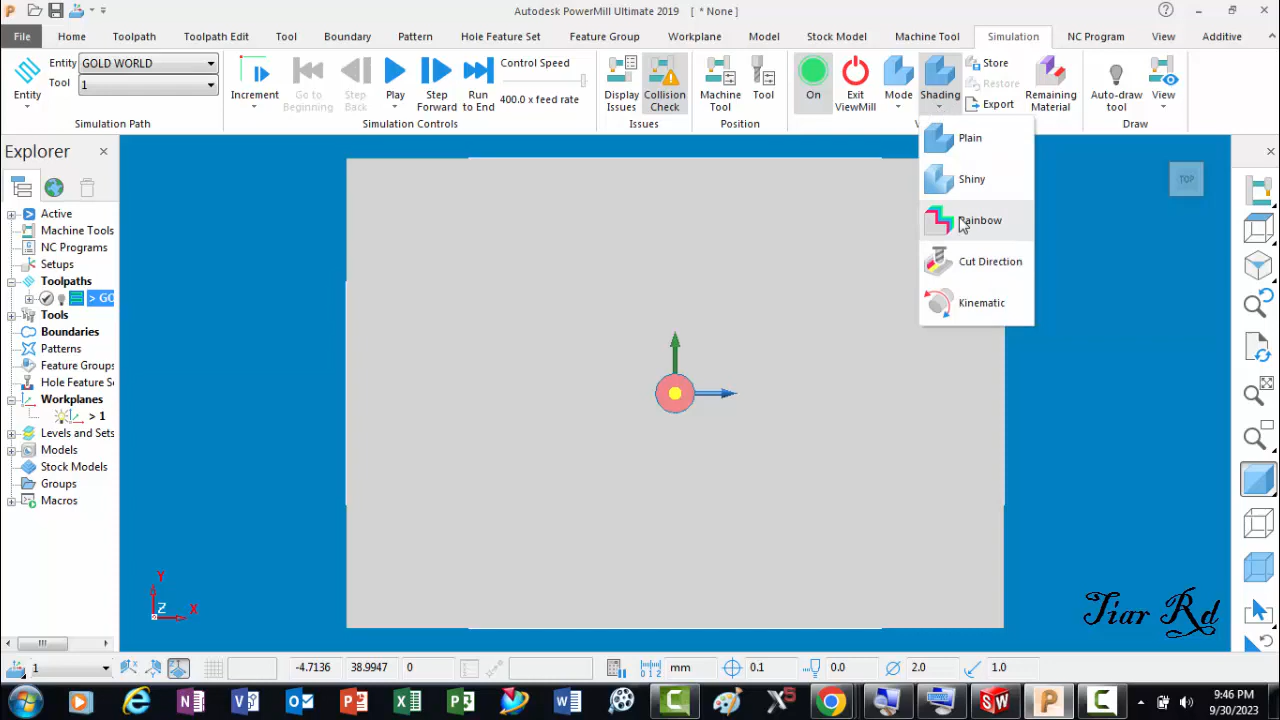 Autodesk PowerMill Ultimate 2019    [ * None ]
File Home Toolpath Toolpath Edit Tool Boundary Pattern Hole Feature Set Feature Group Workplane Model Stock Model Machine Tool Simulation NC Program View Additive
Entity GOLD WORLD
Tool 1
Entity
Simulation Path
Increment
Go to Beginning
Step Back
Play
Step Forward
Run to End
Control Speed
400.0 x feed rate
Simulation Controls
Display Issues
Collision Check
Issues
Machine Tool
Tool
Position
On
Exit ViewMill
Mode
Shading
Store
Restore
Export
Remaining Material
Auto-draw tool
View
Draw
Plain
Shiny
Rainbow
Cut Direction
Kinematic
Explorer
Active
Machine Tools
NC Programs
Setups
Toolpaths
> GO
Tools
Boundaries
Patterns
Feature Groups
Hole Feature Se
Workplanes
> 1
Levels and Sets
Models
Stock Models
Groups
Macros
TOP
Y
Z X
Tiar Rd
1 -4.7136 38.9947 0 mm 0.1 0.0 2.0 1.0
9:46 PM
9/30/2023